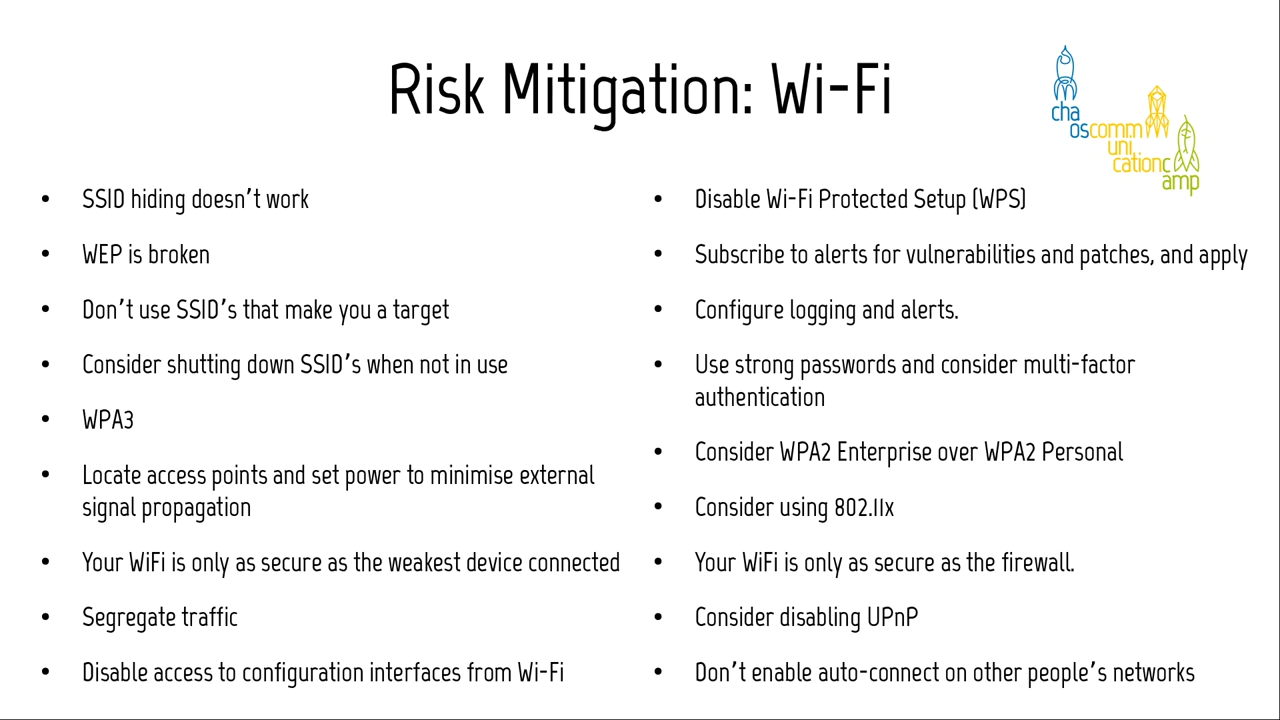 Risk Mitigation: Wi-Fi
cha
oscomm
uni
cationc
amp
SSID hiding doesn't work
WEP is broken
Don't use SSID's that make you a target
Consider shutting down SSID's when not in use
WPA3
Locate access points and set power to minimise external
signal propagation
Your WiFi is only as secure as the weakest device connected
Segregate traffic
Disable access to configuration interfaces from Wi-Fi
Disable Wi-Fi Protected Setup (WPS)
Subscribe to alerts for vulnerabilities and patches, and apply
Configure logging and alerts.
Use strong passwords and consider multi-factor
authentication
Consider WPA2 Enterprise over WPA2 Personal
Consider using 802.11x
Your WiFi is only as secure as the firewall.
Consider disabling UPnP
Don't enable auto-connect on other people's networks